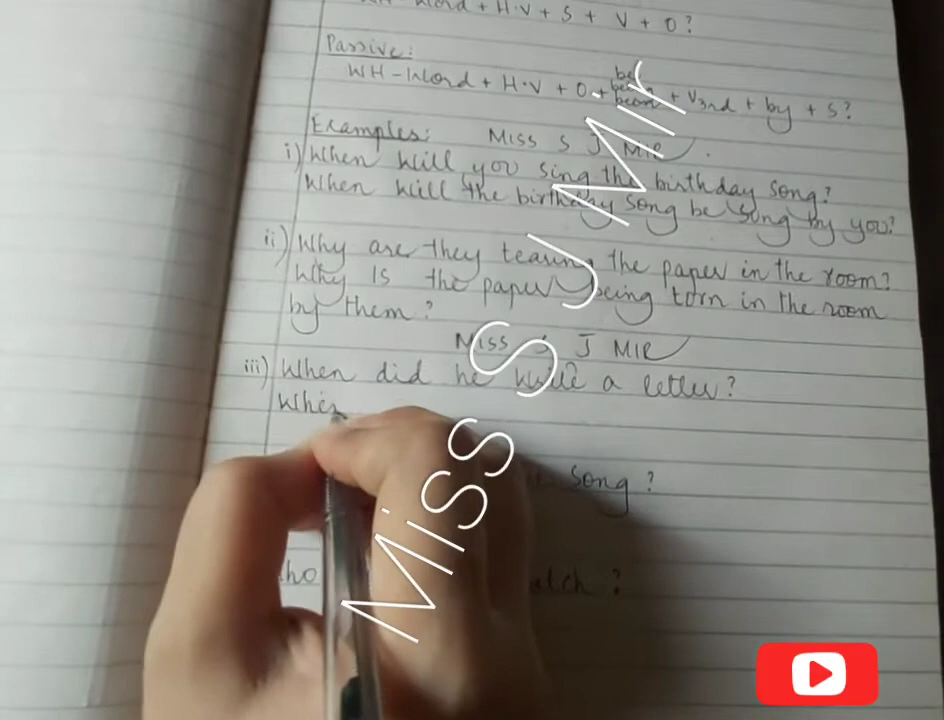 Word + H.V + S + V + O?
Passive:
WH-Word + H.V + O + be being been + V3rd + by + S?
Examples: Miss S J MIR
i) When will you sing the birthday song?
When will the birthday song be song by you?
ii) Why are they tearing the paper in the room?
Why Is the paper being torn in the room
by them?
Miss S J MIR
iii) When did he write a letter?
When
song?
Miss S J Mir